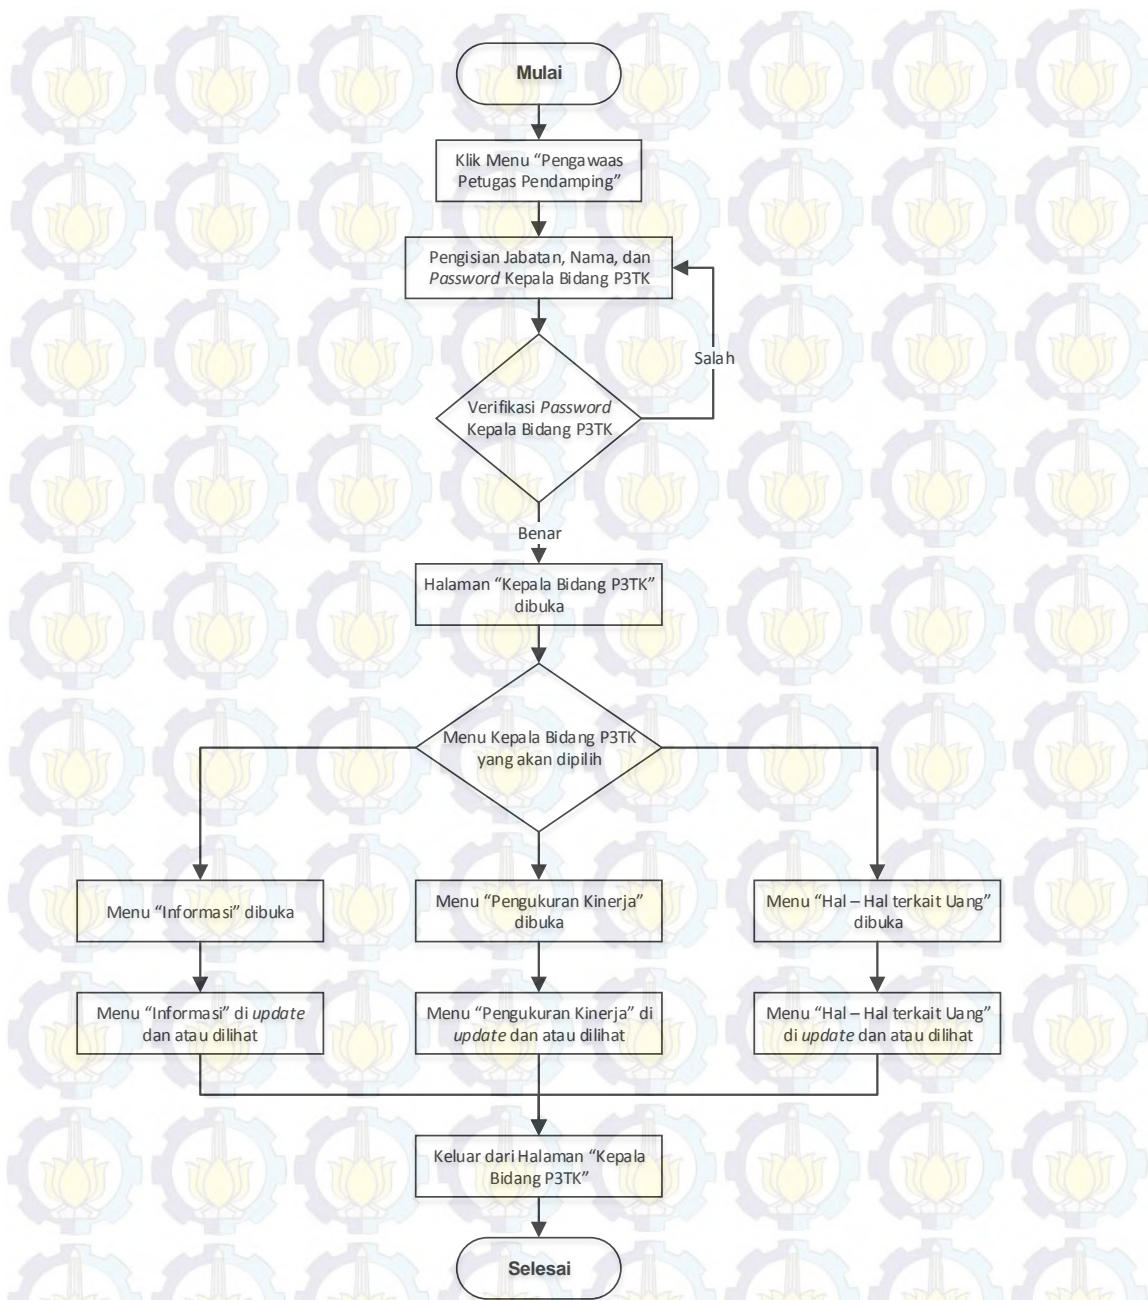 Mulai
Klik Menu “Pengawaas
Petugas Pendamping”
Pengisian Jabatan, Nama, dan
Password Kepala Bidang P3TK
Salah
Verifikasi Password
Kepala Bidang P3TK
Benar
Halaman “Kepala Bidang P3TK”
dibuka
Menu Kepala Bidang P3TK
yang akan dipilih
Menu “Informasi” dibuka
Menu “Pengukuran Kinerja”
dibuka
Menu “Hal – Hal terkait Uang”
dibuka
Menu “Informasi” di update
dan atau dilihat
Menu “Pengukuran Kinerja” di
update dan atau dilihat
Menu “Hal – Hal terkait Uang”
di update dan atau dilihat
Keluar dari Halaman “Kepala
Bidang P3TK”
Selesai